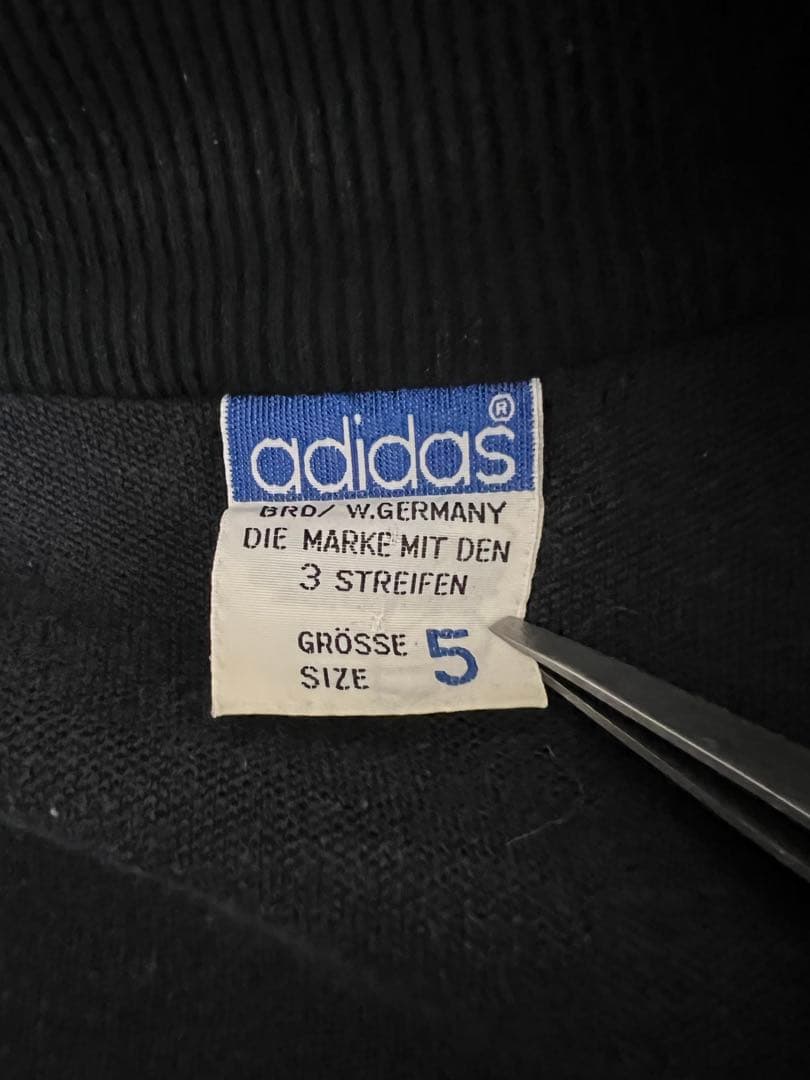 adidas®
BRD/ W.GERMANY
DIE MARKE MIT DEN
3 STREIFEN
GRÖSSE 5
SIZE